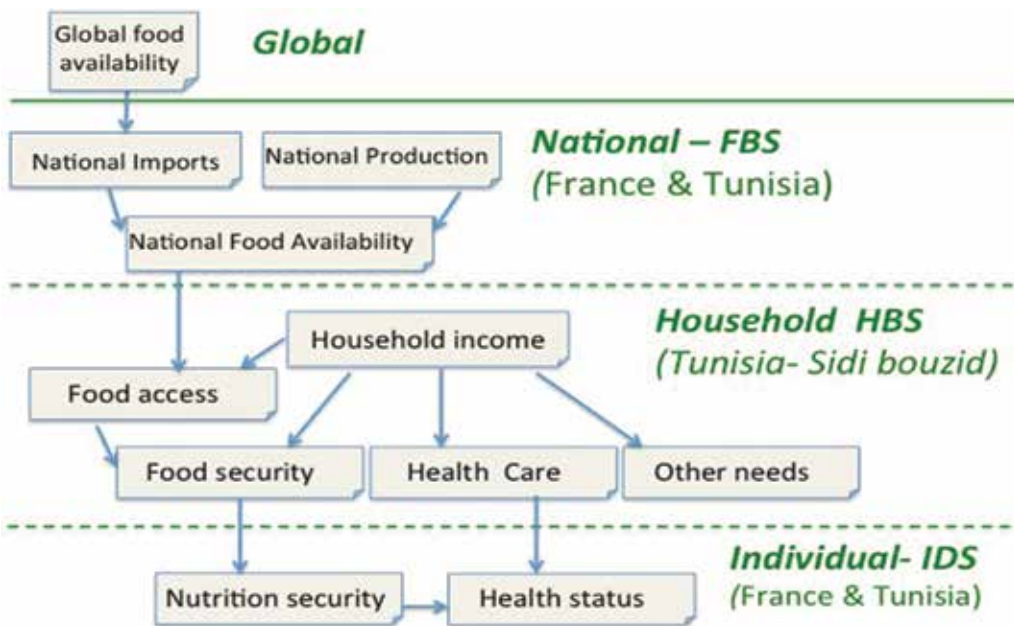 Global food
availability
Global
National Imports
National Production
National – FBS
(France & Tunisia)
National Food Availability
Household income
Household HBS
(Tunisia- Sidi bouzid)
Food access
Food security
Health Care
Other needs
Individual- IDS
(France & Tunisia)
Nutrition security
Health status